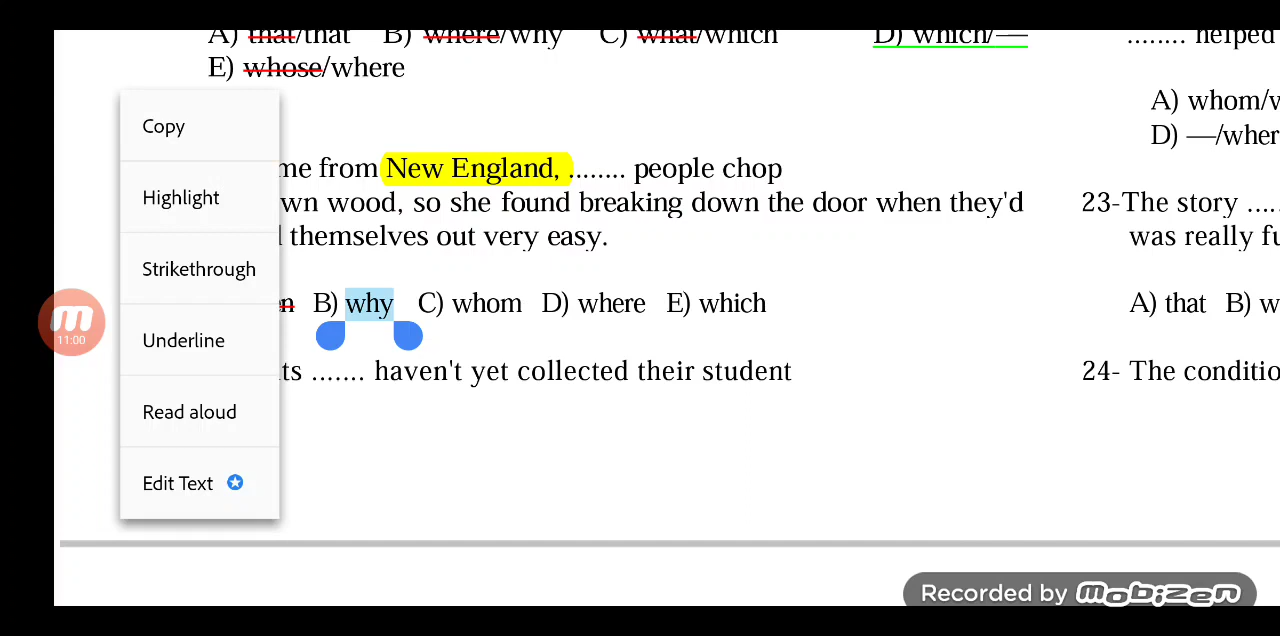 A) that/that B) where/why C) what/which D) which/—
E) whose/where
me from New England, ........ people chop
wn wood, so she found breaking down the door when they'd
themselves out very easy.
B) why C) whom D) where E) which
ts ....... haven't yet collected their student
........ helped
A) whom/
D) —/wher
23-The story ....
was really fu
A) that B) w
24- The conditio
Copy
Highlight
Strikethrough
Underline
Read aloud
Edit Text
m
11:00
Recorded by mobizen